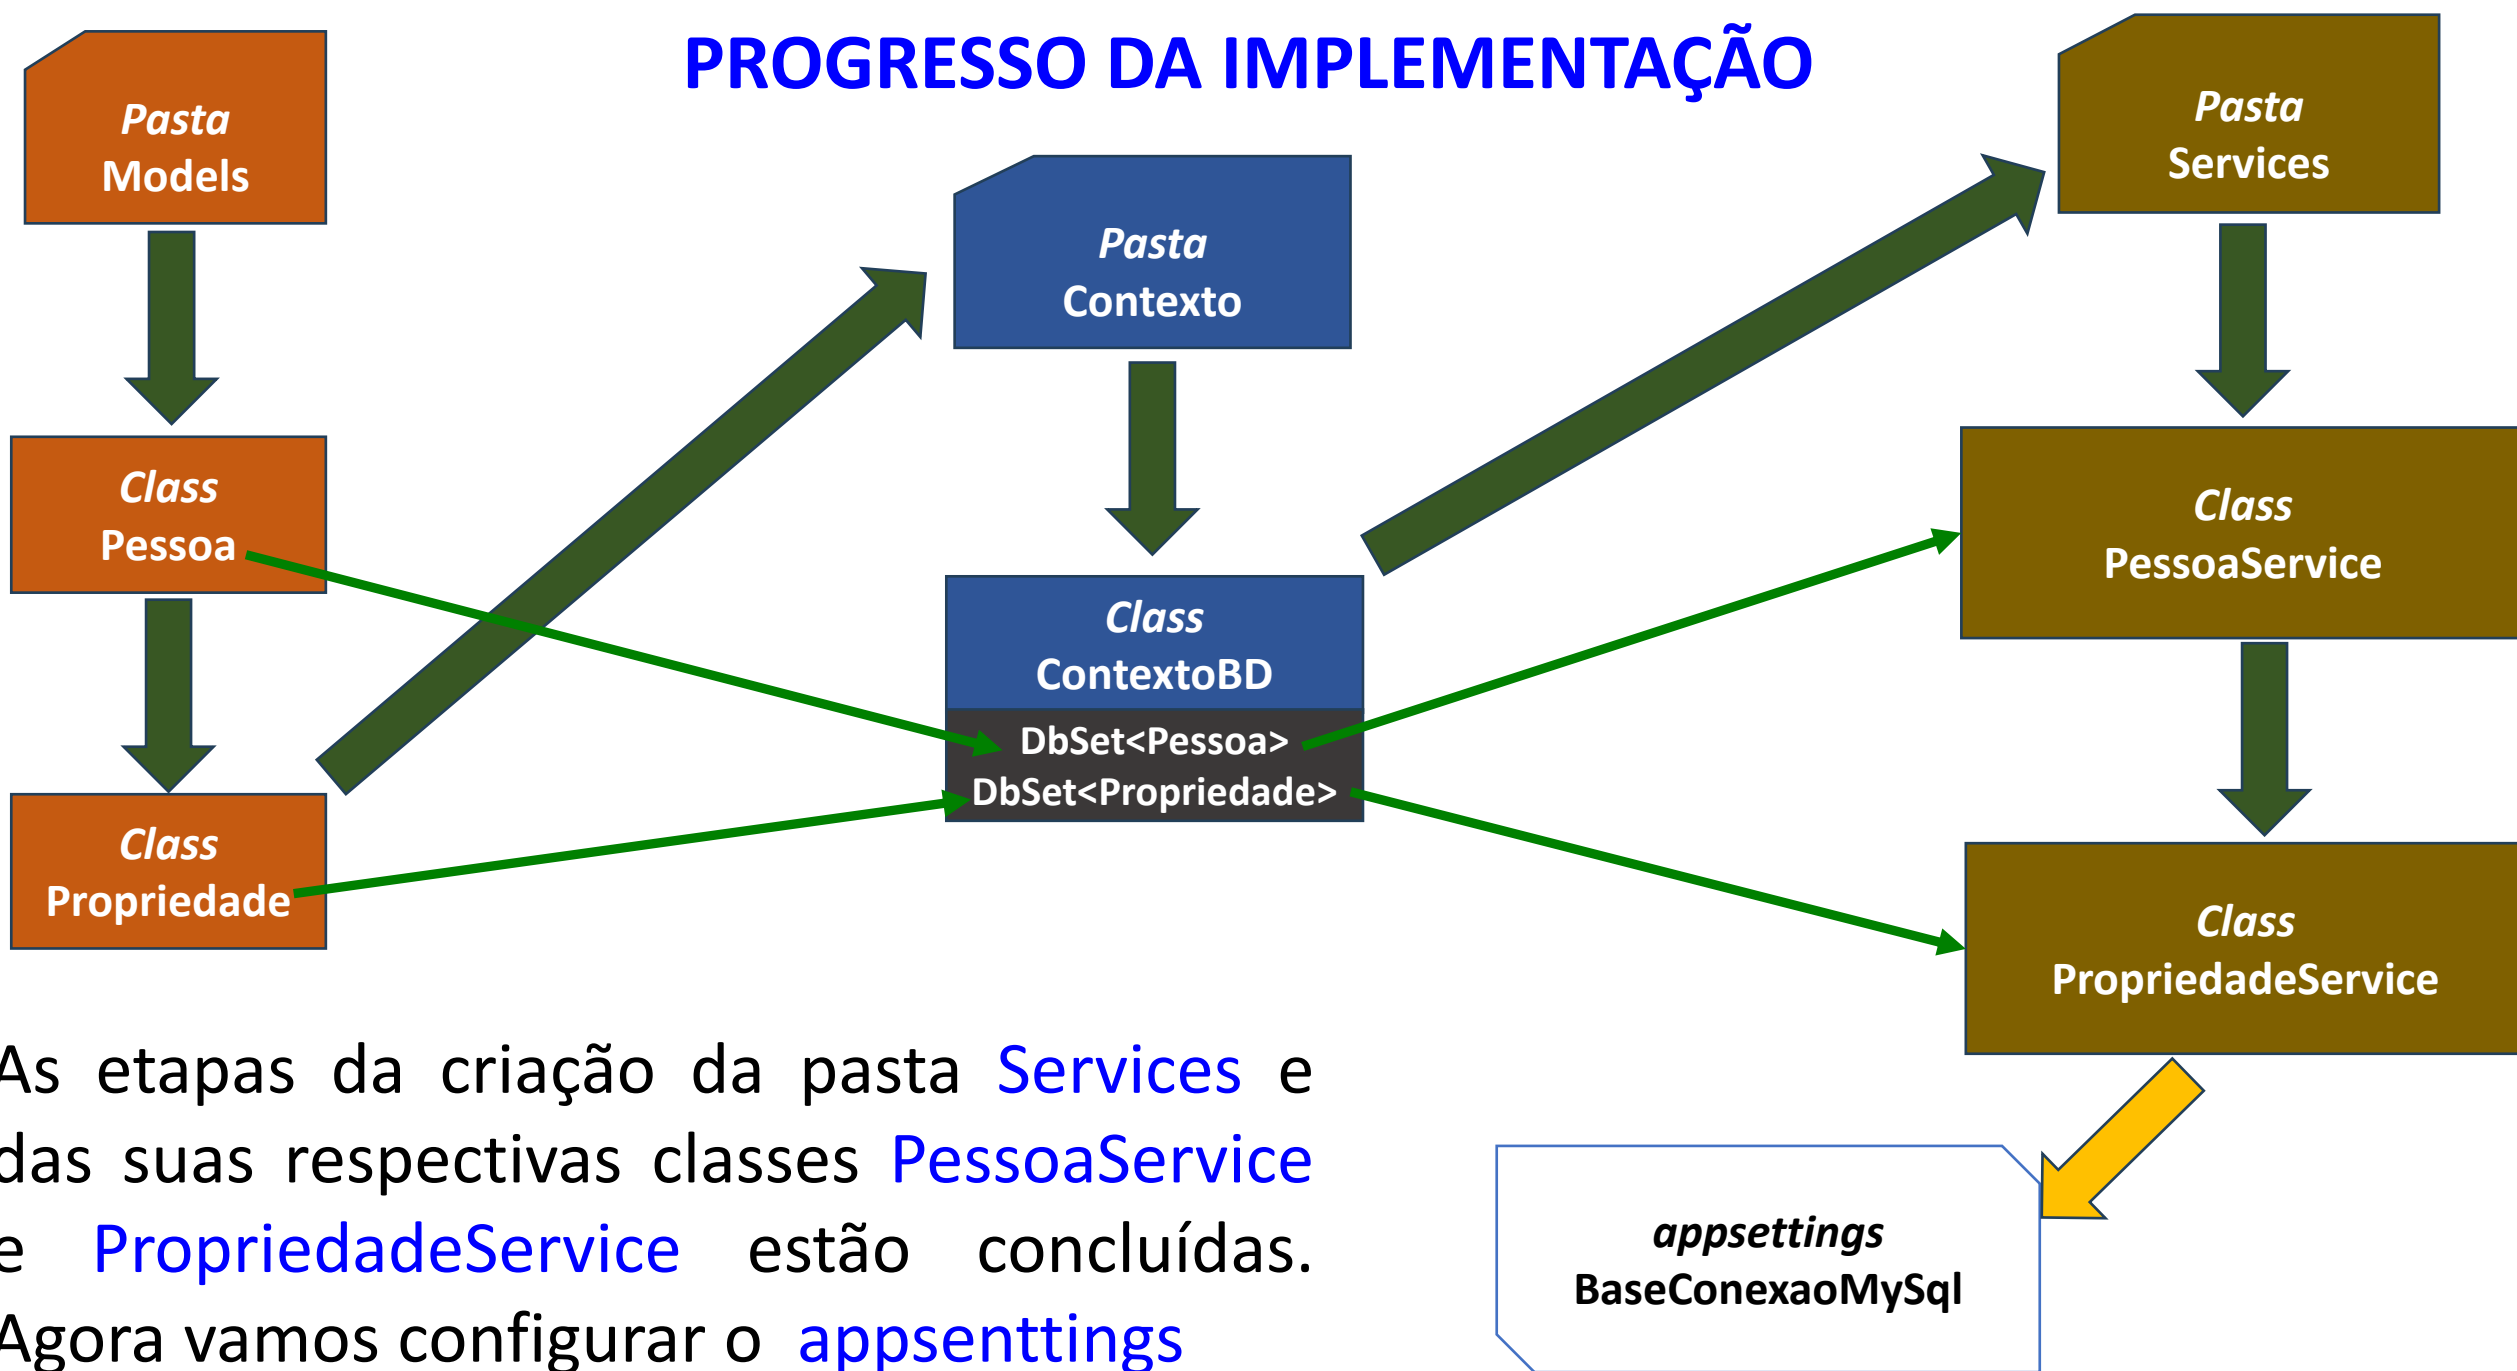 PROGRESSO DA IMPLEMENTAÇÃO
Pasta
Models
Class
Pessoa
Class
Propriedade
Pasta
Contexto
Class
ContextoBD
DbSet<Pessoa>
DbSet<Propriedade>
Pasta
Services
Class
PessoaService
Class
PropriedadeService
As etapas da criação da pasta Services e
das suas respectivas classes PessoaService
e PropriedadeService estão concluídas.
Agora vamos configurar o appsenttings
appsettings
BaseConexaoMySql